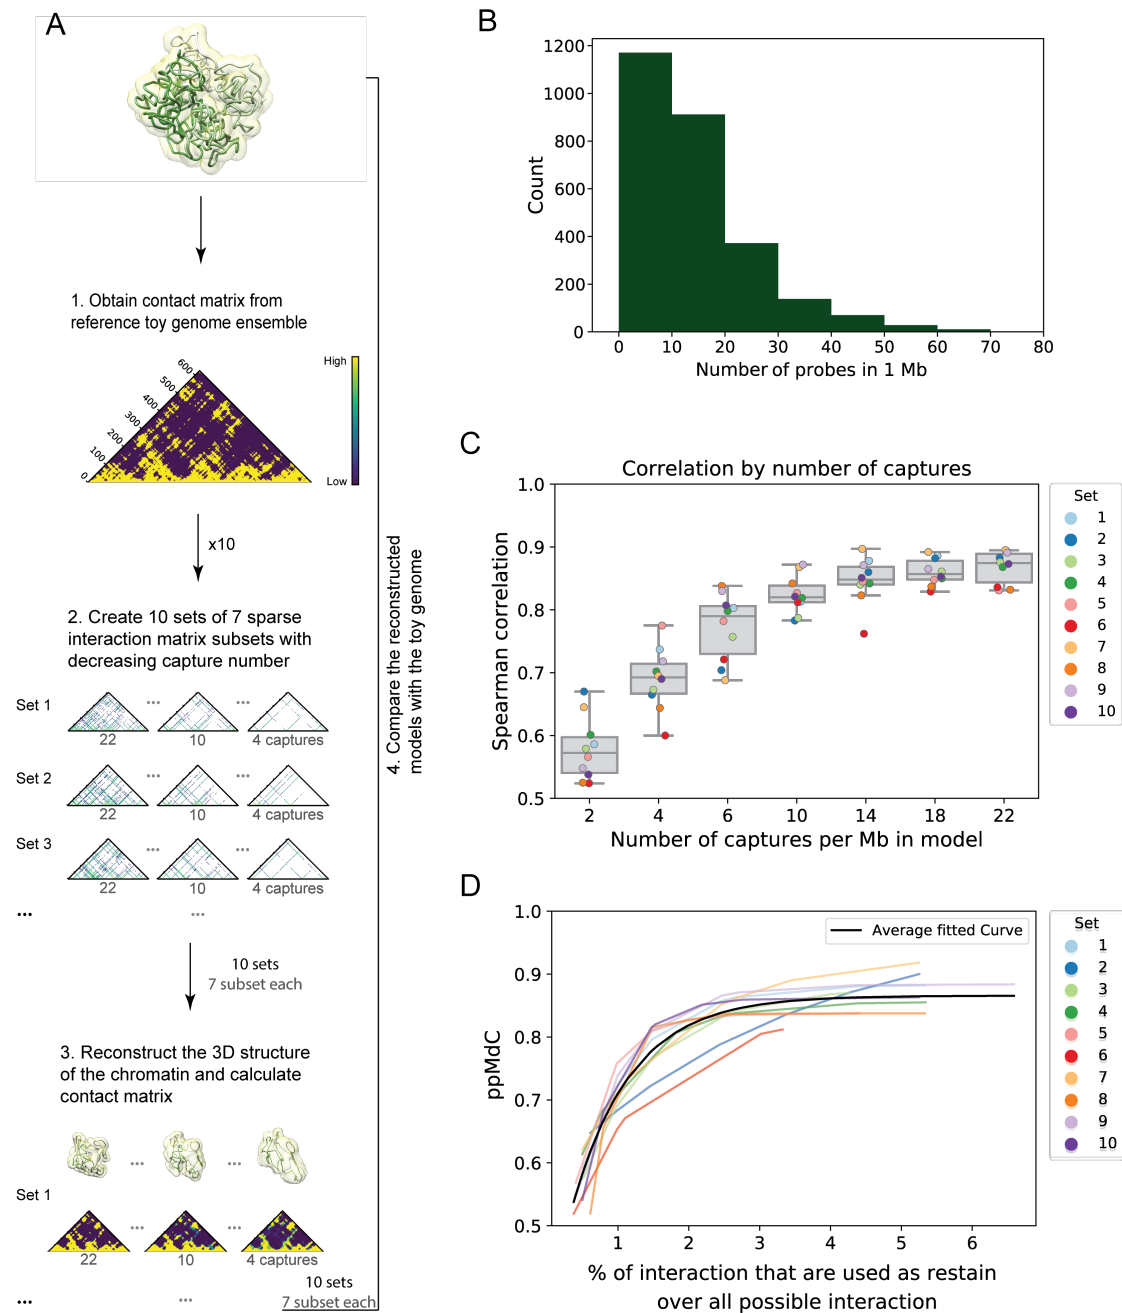 A
1. Obtain contact matrix from
reference toy genome ensemble
High
Low
600
500
400
300
200
100
0
x10
2. Create 10 sets of 7 sparse
interaction matrix subsets with
decreasing capture number
Set 1
...
...
22
10
4 captures
Set 2
...
...
22
10
4 captures
Set 3
...
...
22
10
4 captures
...
...
10 sets
7 subset each
3. Reconstruct the 3D structure
of the chromatin and calculate
contact matrix
...
...
Set 1
...
...
22
10
4 captures
10 sets
7 subset each
...
...
4. Compare the reconstructed
models with the toy genome
B
1200
1000
800
600
400
200
0
Count
0 10 20 30 40 50 60 70 80
Number of probes in 1 Mb
C
Correlation by number of captures
1.0
0.9
0.8
0.7
0.6
0.5
Spearman correlation
2 4 6 10 14 18 22
Number of captures per Mb in model
Set
1
2
3
4
5
6
7
8
9
10
D
1.0
0.9
0.8
0.7
0.6
0.5
ppMdC
Average fitted Curve
1 2 3 4 5 6
% of interaction that are used as restain
over all possible interaction
Set
1
2
3
4
5
6
7
8
9
10